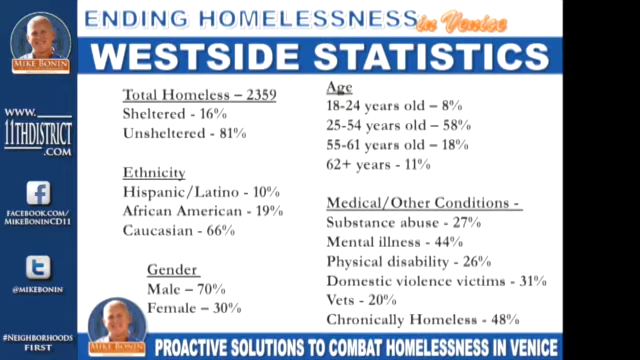 ENDING HOMELESSNESS in Venice
WESTSIDE STATISTICS
MIKE BONIN
WWW.
11THDISTRICT
.COM
FACEBOOK.COM/
MIKEBONINCD11
@MIKEBONIN
#NEIGHBORHOODS
FIRST
Total Homeless – 2359
Sheltered - 16%
Unsheltered - 81%
Ethnicity
Hispanic/Latino - 10%
African American - 19%
Caucasian - 66%
Gender
Male – 70%
Female – 30%
Age
18-24 years old – 8%
25-54 years old – 58%
55-61 years old – 18%
62+ years - 11%
Medical/Other Conditions -
Substance abuse - 27%
Mental illness - 44%
Physical disability - 26%
Domestic violence victims - 31%
Vets - 20%
Chronically Homeless - 48%
MIKE BONIN
PROACTIVE SOLUTIONS TO COMBAT HOMELESSNESS IN VENICE